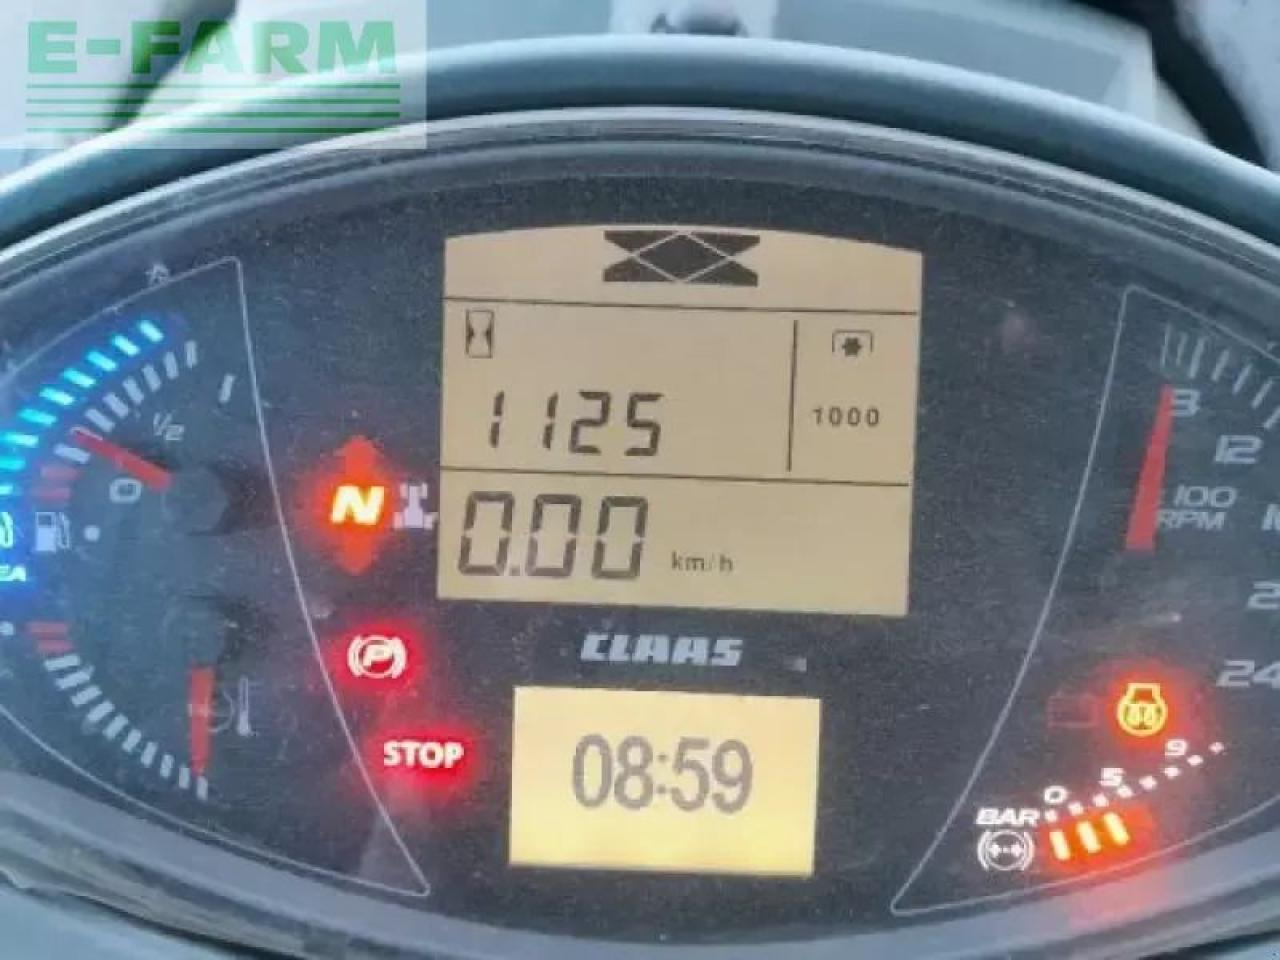 E-FARM
1125
1000
0.00 km/h
CLAAS
08:59
1
1/2
0
N
P
STOP
8
12
100
RPM
24
0 5 9
BAR